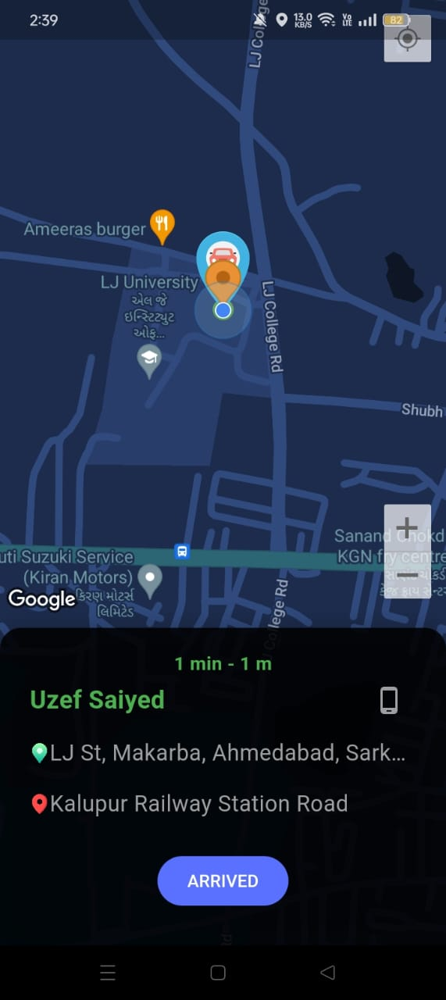 2:39
13.0
KB/S
Vo
LTE
82
LJ College
Ameeras burger
LJ University
એલ જે
ઇન્સ્ટિટ્યુટ
ઓફ...
LJ College Rd
Shubh
Sanand Chokd
KGN fry centre
uti Suzuki Service
(Kiran Motors)
કિરણ મોટર્સ
લિમિટેડ
Google
J College Rd
1 min - 1 m
Uzef Saiyed
LJ St, Makarba, Ahmedabad, Sark...
Kalupur Railway Station Road
ARRIVED